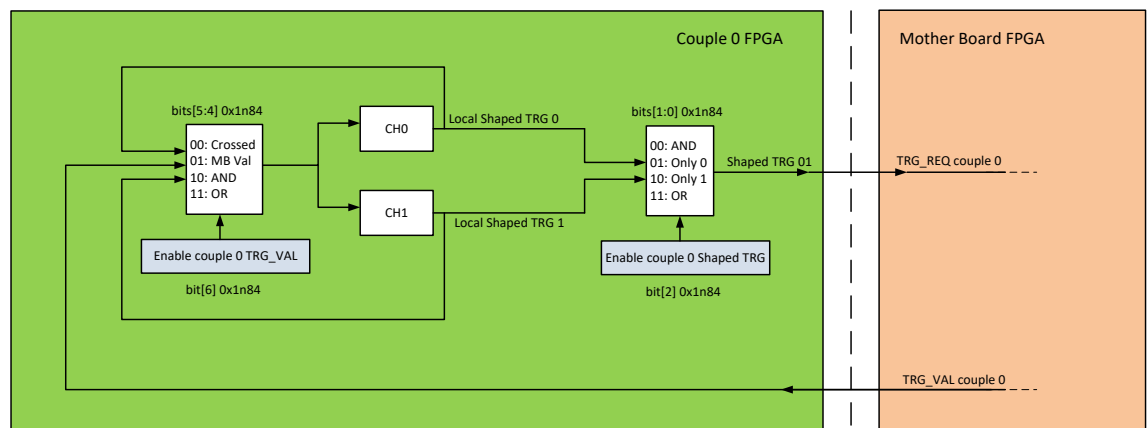 Couple 0 FPGA
Mother Board FPGA
bits[5:4] 0x1n84
00: Crossed
01: MB Val
10: AND
11: OR
Enable couple 0 TRG_VAL
bit[6] 0x1n84
CH0
CH1
Local Shaped TRG 0
Local Shaped TRG 1
bits[1:0] 0x1n84
00: AND
01: Only 0
10: Only 1
11: OR
Enable couple 0 Shaped TRG
bit[2] 0x1n84
Shaped TRG 01
TRG_REQ couple 0
TRG_VAL couple 0